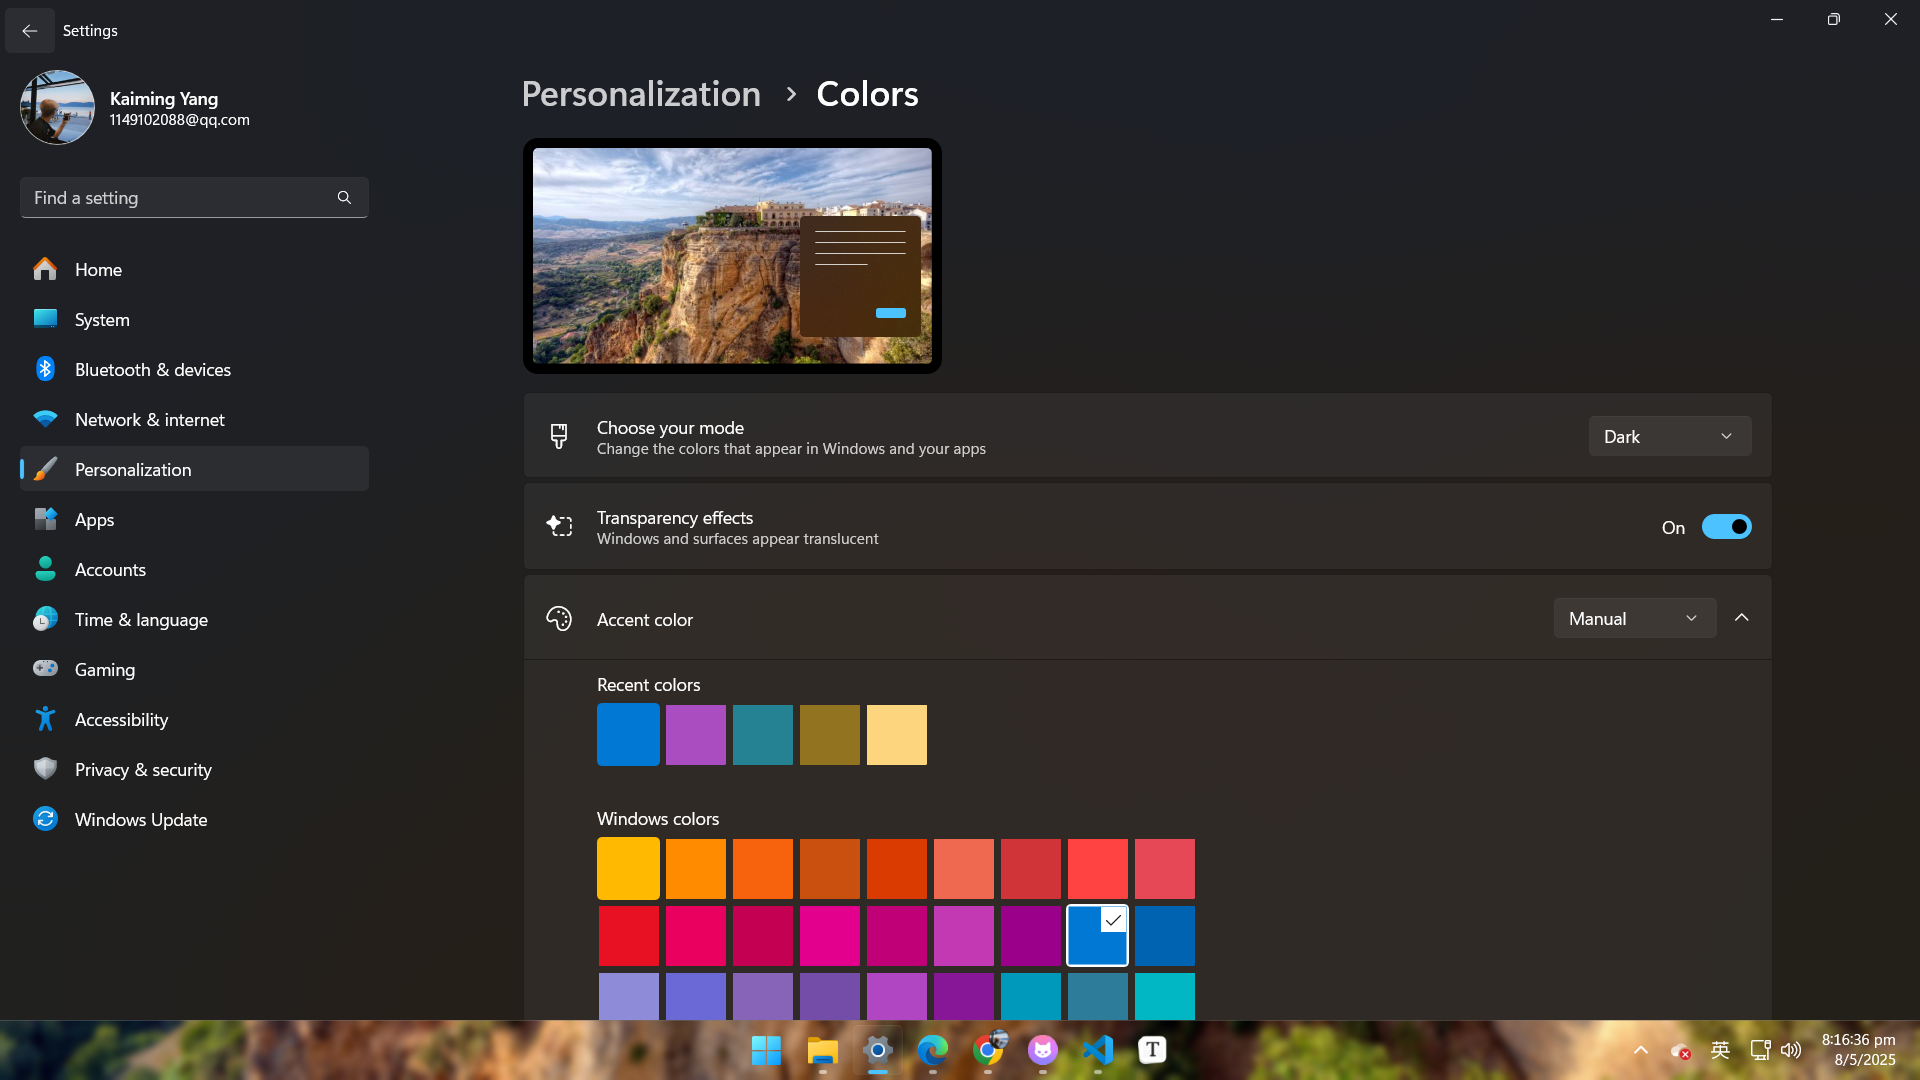 Settings
Kaiming Yang
1149102088@qq.com
Find a setting
Home
System
Bluetooth & devices
Network & internet
Personalization
Apps
Accounts
Time & language
Gaming
Accessibility
Privacy & security
Windows Update
Personalization > Colors
Choose your mode
Change the colors that appear in Windows and your apps
Dark
Transparency effects
Windows and surfaces appear translucent
On
Accent color
Manual
Recent colors
Windows colors
T
英
8:16:36 pm
8/5/2025